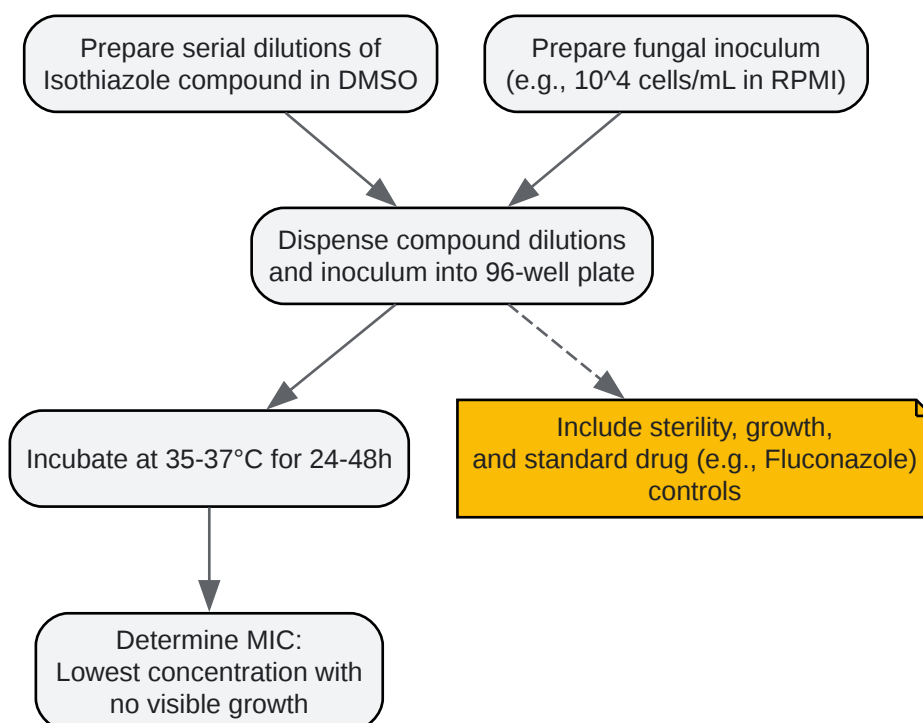 Prepare serial dilutions of
Isothiazole compound in DMSO
Prepare fungal inoculum
(e.g., 10^4 cells/mL in RPMI)
Dispense compound dilutions
and inoculum into 96-well plate
Incubate at 35-37°C for 24-48h
Include sterility, growth,
and standard drug (e.g., Fluconazole)
controls
Determine MIC:
Lowest concentration with
no visible growth